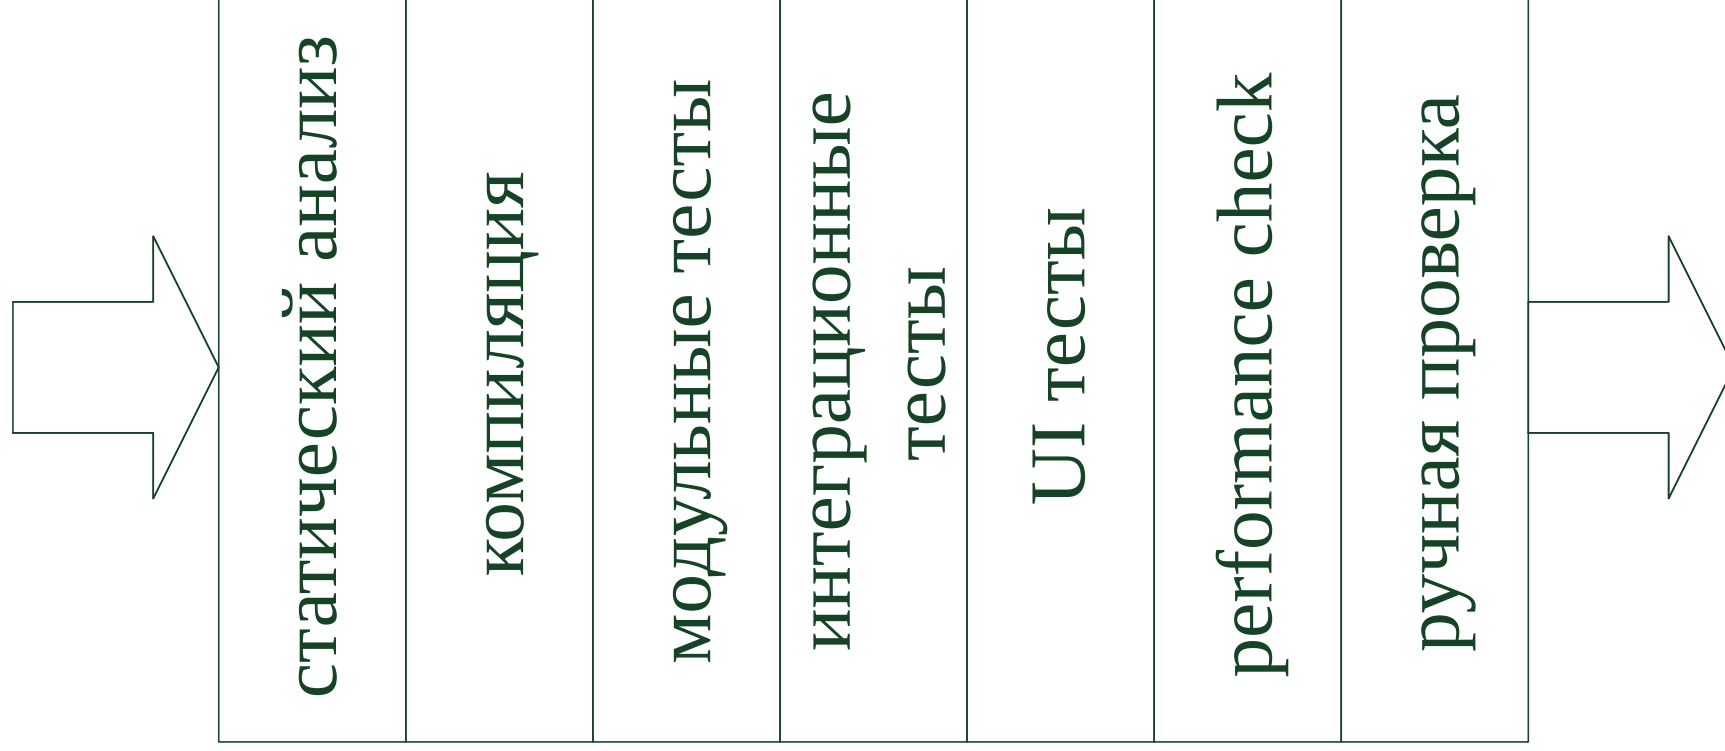 статический анализ
компиляция
модульные тесты
интеграционные
тесты
UI тесты
performance check
ручная проверка